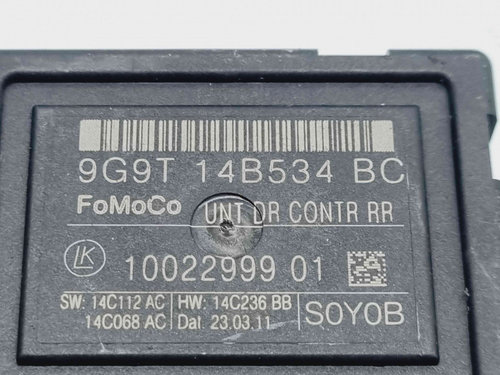 9G9T 14B534 BC
FoMoCo UNT DR CONTR RR
LK 10022999 01
SW: 14C112 AC HW: 14C236 BB
14C068 AC Dat. 23.03.11 S0Y0B